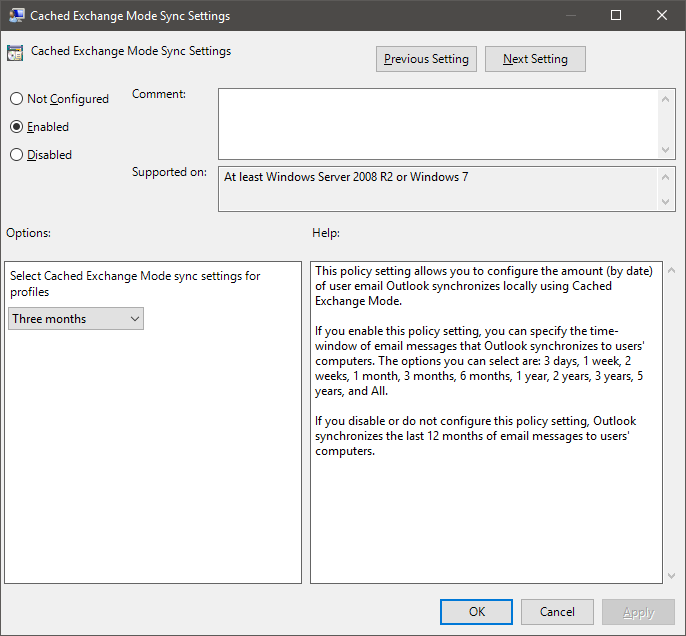 Cached Exchange Mode Sync Settings
Cached Exchange Mode Sync Settings
Previous Setting
Next Setting
Not Configured
Enabled
Disabled
Comment:
Supported on:
At least Windows Server 2008 R2 or Windows 7
Options:
Help:
Select Cached Exchange Mode sync settings for
profiles
Three months
This policy setting allows you to configure the amount (by date)
of user email Outlook synchronizes locally using Cached
Exchange Mode.
If you enable this policy setting, you can specify the time-
window of email messages that Outlook synchronizes to users'
computers. The options you can select are: 3 days, 1 week, 2
weeks, 1 month, 3 months, 6 months, 1 year, 2 years, 3 years, 5
years, and All.
If you disable or do not configure this policy setting, Outlook
synchronizes the last 12 months of email messages to users'
computers.
OK
Cancel
Apply